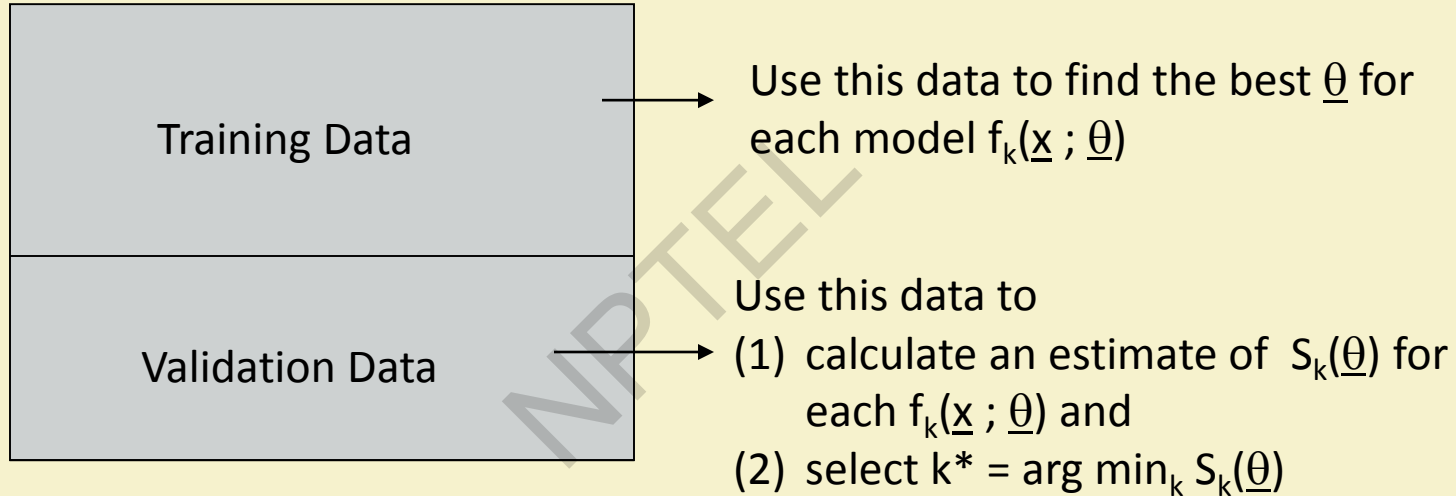 Training Data
Use this data to find the best θ for
each model fₖ(x ; θ)
Validation Data
Use this data to
(1) calculate an estimate of Sₖ(θ) for
each fₖ(x ; θ) and
(2) select k* = arg minₖ Sₖ(θ)
NPTEL